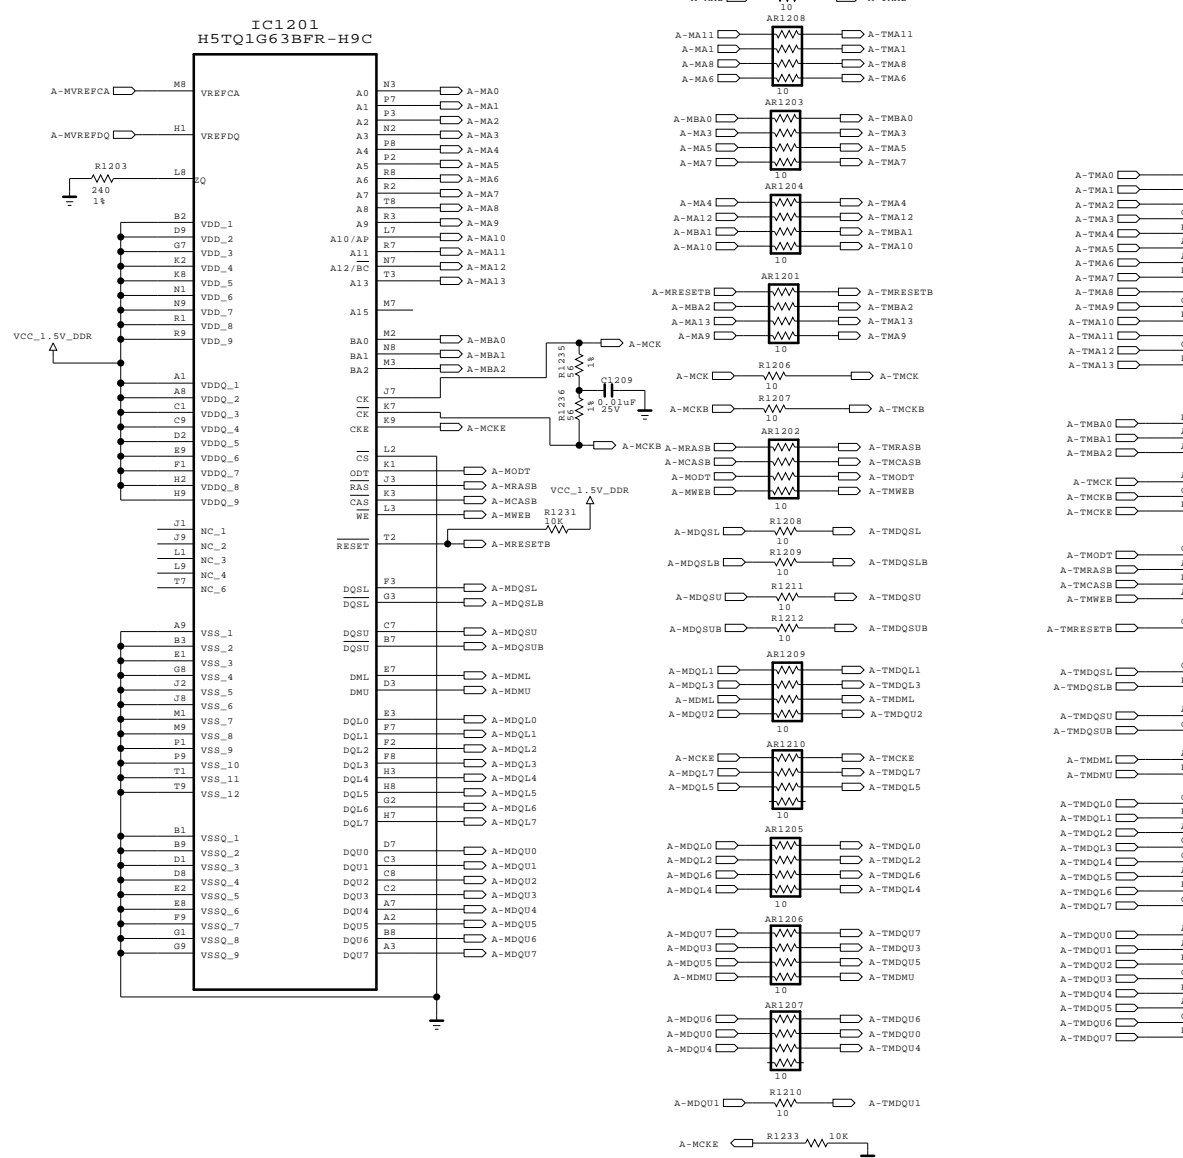 IC1201
H5TQ1G63BFR-H9C
A-MVREFCA
M8
VREFCA
A-MVREFDQ
H1
VREFDQ
R1203
L8
ZQ
240
1%
B2
VDD_1
D9
VDD_2
G7
VDD_3
K2
VDD_4
K8
VDD_5
N1
VDD_6
N9
VDD_7
R1
VDD_8
R9
VDD_9
VCC_1.5V_DDR
A1
VDDQ_1
A8
VDDQ_2
C1
VDDQ_3
C9
VDDQ_4
D2
VDDQ_5
E9
VDDQ_6
F1
VDDQ_7
H2
VDDQ_8
H9
VDDQ_9
J1
NC_1
J9
NC_2
L1
NC_3
L9
NC_4
T7
NC_6
A9
VSS_1
B3
VSS_2
E1
VSS_3
G8
VSS_4
J2
VSS_5
J8
VSS_6
M1
VSS_7
M9
VSS_8
P1
VSS_9
P9
VSS_10
T1
VSS_11
T9
VSS_12
B1
VSSQ_1
B9
VSSQ_2
D1
VSSQ_3
D8
VSSQ_4
E2
VSSQ_5
E8
VSSQ_6
F9
VSSQ_7
G1
VSSQ_8
G9
VSSQ_9
A0 N3 A-MA0
A1 P7 A-MA1
A2 P3 A-MA2
A3 N2 A-MA3
A4 P8 A-MA4
A5 P2 A-MA5
A6 R8 A-MA6
A7 R2 A-MA7
A8 T8 A-MA8
A9 R3 A-MA9
A10/AP L7 A-MA10
A11 R7 A-MA11
A12/BC N7 A-MA12
A13 T3 A-MA13
A15 M7
BA0 M2 A-MBA0
BA1 N8 A-MBA1
BA2 M3 A-MBA2
CK J7
CK K7
CKE K9 A-MCKE
CS L2
ODT K1 A-MODT
RAS J3 A-MRASB
CAS K3 A-MCASB
WE L3 A-MWEB
RESET T2 A-MRESETB
DQSL F3 A-MDQSL
DQSL G3 A-MDQSLB
DQSU C7 A-MDQSU
DQSU B7 A-MDQSUB
DML E7 A-MDML
DMU D3 A-MDMU
DQL0 E3 A-MDQL0
DQL1 F7 A-MDQL1
DQL2 F2 A-MDQL2
DQL3 F8 A-MDQL3
DQL4 H3 A-MDQL4
DQL5 H8 A-MDQL5
DQL6 G2 A-MDQL6
DQL7 H7 A-MDQL7
DQU0 D7 A-MDQU0
DQU1 C3 A-MDQU1
DQU2 C8 A-MDQU2
DQU3 C2 A-MDQU3
DQU4 A7 A-MDQU4
DQU5 A2 A-MDQU5
DQU6 B8 A-MDQU6
DQU7 A3 A-MDQU7
A-MCK
R1235
56
1%
R1236
56
1%
C1209
0.01uF
25V
A-MCKB
VCC_1.5V_DDR
R1231
10K
10
AR1208
A-MA11 A-TMA11
A-MA1 A-TMA1
A-MA8 A-TMA8
A-MA6 A-TMA6
10
AR1203
A-MBA0 A-TMBA0
A-MA3 A-TMA3
A-MA5 A-TMA5
A-MA7 A-TMA7
10
AR1204
A-MA4 A-TMA4
A-MA12 A-TMA12
A-MBA1 A-TMBA1
A-MA10 A-TMA10
10
AR1201
A-MRESETB A-TMRESETB
A-MBA2 A-TMBA2
A-MA13 A-TMA13
A-MA9 A-TMA9
10
R1206
A-MCK A-TMCK
10
R1207
A-MCKB A-TMCKB
10
AR1202
A-MRASB A-TMRASB
A-MCASB A-TMCASB
A-MODT A-TMODT
A-MWEB A-TMWEB
10
R1208
A-MDQSL A-TMDQSL
10
R1209
A-MDQSLB A-TMDQSLB
10
R1211
A-MDQSU A-TMDQSU
10
R1212
A-MDQSUB A-TMDQSUB
10
AR1209
A-MDQL1 A-TMDQL1
A-MDQL3 A-TMDQL3
A-MDML A-TMDML
A-MDQU2 A-TMDQU2
10
AR1210
A-MCKE A-TMCKE
A-MDQL7 A-TMDQL7
A-MDQL5 A-TMDQL5
10
AR1205
A-MDQL0 A-TMDQL0
A-MDQL2 A-TMDQL2
A-MDQL6 A-TMDQL6
A-MDQL4 A-TMDQL4
10
AR1206
A-MDQU7 A-TMDQU7
A-MDQU3 A-TMDQU3
A-MDQU5 A-TMDQU5
A-MDMU A-TMDMU
10
AR1207
A-MDQU6 A-TMDQU6
A-MDQU0 A-TMDQU0
A-MDQU4 A-TMDQU4
10
R1210
A-MDQU1 A-TMDQU1
10
A-MCKE R1233 10K
A-TMA0
A-TMA1
A-TMA2
A-TMA3
A-TMA4
A-TMA5
A-TMA6
A-TMA7
A-TMA8
A-TMA9
A-TMA10
A-TMA11
A-TMA12
A-TMA13
A-TMBA0
A-TMBA1
A-TMBA2
A-TMCK
A-TMCKB
A-TMCKE
A-TMODT
A-TMRASB
A-TMCASB
A-TMWEB
A-TMRESETB
A-TMDQSL
A-TMDQSLB
A-TMDQSU
A-TMDQSUB
A-TMDML
A-TMDMU
A-TMDQL0
A-TMDQL1
A-TMDQL2
A-TMDQL3
A-TMDQL4
A-TMDQL5
A-TMDQL6
A-TMDQL7
A-TMDQU0
A-TMDQU1
A-TMDQU2
A-TMDQU3
A-TMDQU4
A-TMDQU5
A-TMDQU6
A-TMDQU7